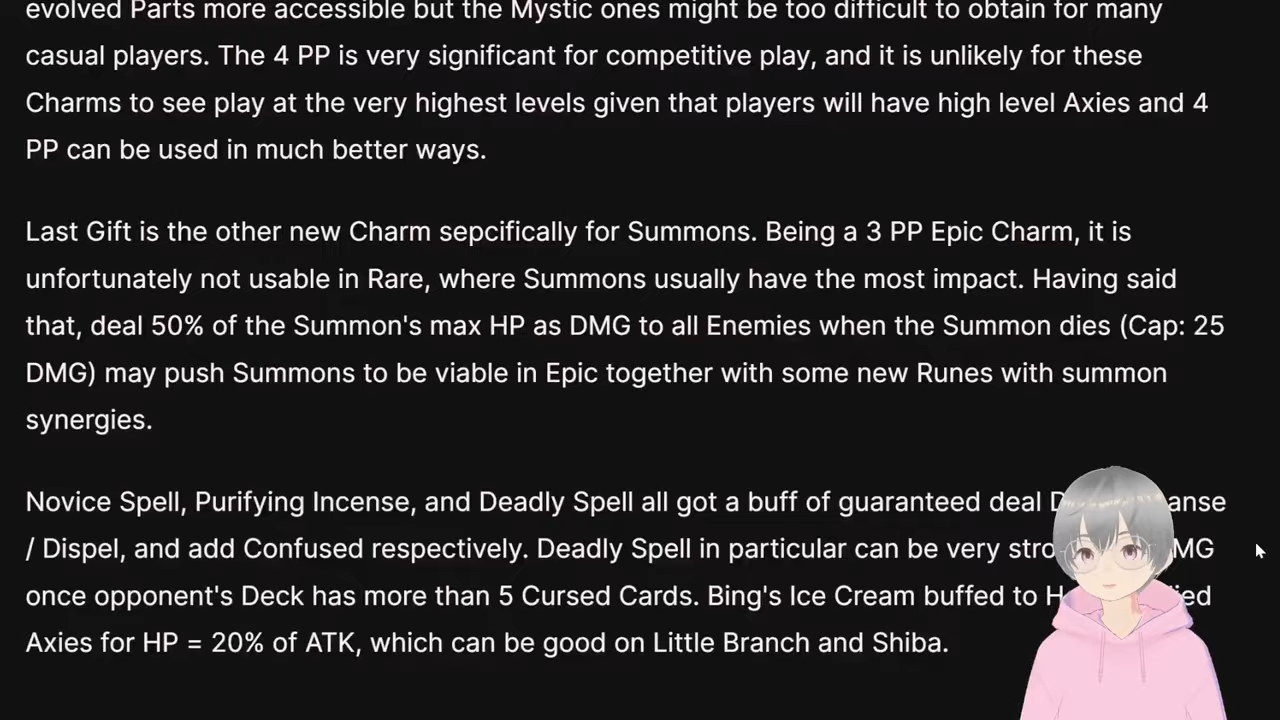 evolved Parts more accessible but the Mystic ones might be too difficult to obtain for many
casual players. The 4 PP is very significant for competitive play, and it is unlikely for these
Charms to see play at the very highest levels given that players will have high level Axies and 4
PP can be used in much better ways.
Last Gift is the other new Charm sepcifically for Summons. Being a 3 PP Epic Charm, it is
unfortunately not usable in Rare, where Summons usually have the most impact. Having said
that, deal 50% of the Summon's max HP as DMG to all Enemies when the Summon dies (Cap: 25
DMG) may push Summons to be viable in Epic together with some new Runes with summon
synergies.
Novice Spell, Purifying Incense, and Deadly Spell all got a buff of guaranteed deal
/ Dispel, and add Confused respectively. Deadly Spell in particular can be very
once opponent's Deck has more than 5 Cursed Cards. Bing's Ice Cream buffed to
Axies for HP = 20% of ATK, which can be good on Little Branch and Shiba.